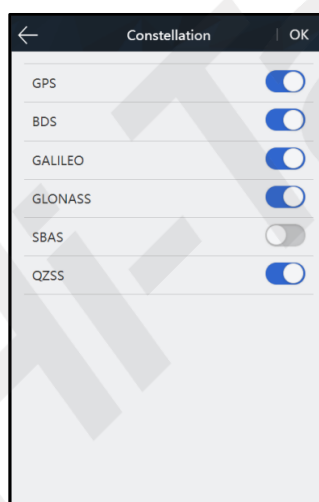 Constellation | OK
GPS
BDS
GALILEO
GLONASS
SBAS
QZSS